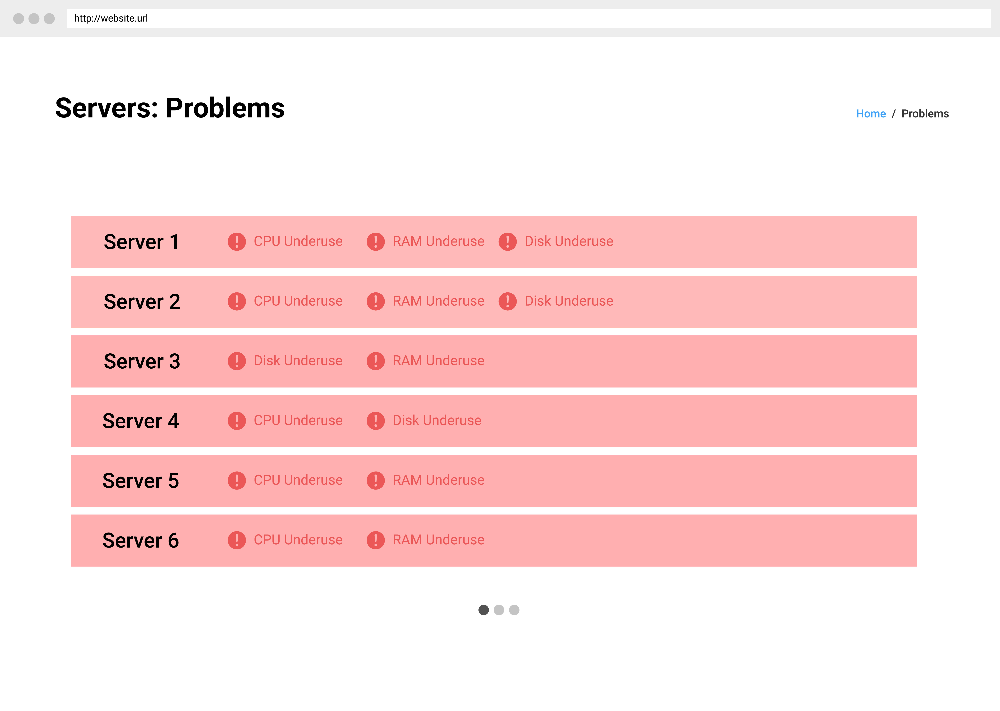 http://website.url
Servers: Problems
Home / Problems
Server 1 CPU Underuse RAM Underuse Disk Underuse
Server 2 CPU Underuse RAM Underuse Disk Underuse
Server 3 Disk Underuse RAM Underuse
Server 4 CPU Underuse Disk Underuse
Server 5 CPU Underuse RAM Underuse
Server 6 CPU Underuse RAM Underuse